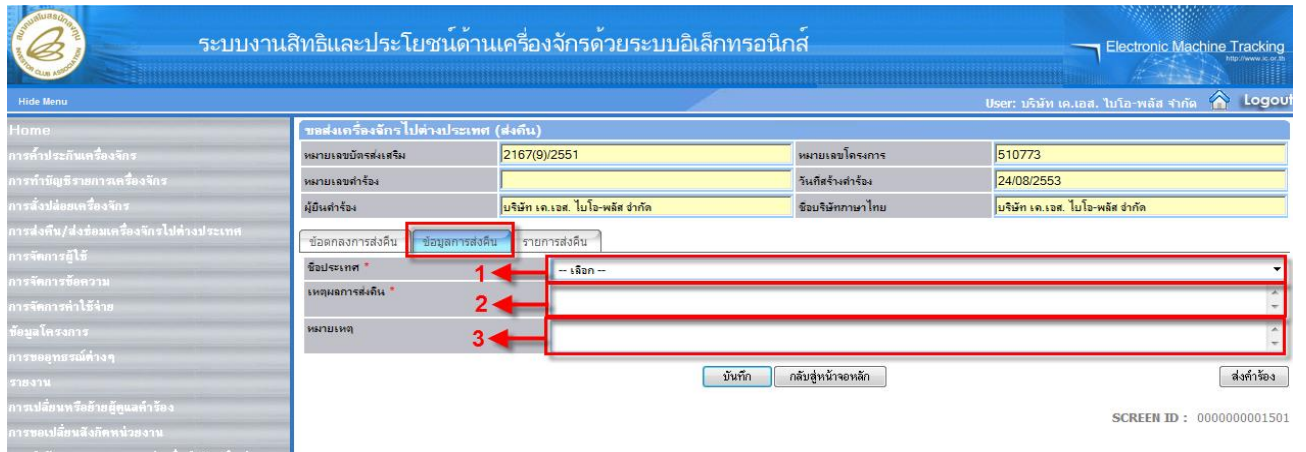 สมาคมสโมสรนักลงทุน
INVESTOR CLUB ASSOCIATION
ระบบงานสิทธิและประโยชน์ด้านเครื่องจักรด้วยระบบอิเล็กทรอนิกส์
Electronic Machine Tracking
http://www.ic.or.th
Hide Menu
User: บริษัท เค.เอส. ไบโอ-พลัส จำกัด
Logout
Home
การค้ำประกันเครื่องจักร
การทำบัญชีรายการเครื่องจักร
การสั่งปล่อยเครื่องจักร
การส่งคืน/ส่งซ่อมเครื่องจักรไปต่างประเทศ
การจัดการผู้ใช้
การจัดการข้อความ
การจัดการค่าใช้จ่าย
ข้อมูลโครงการ
การขออุทธรณ์ต่างๆ
รายงาน
การเปลี่ยนหรือย้ายผู้ดูแลคำร้อง
การขอเปลี่ยนสังกัดหน่วยงาน
ขอส่งเครื่องจักรไปต่างประเทศ (ส่งคืน)
หมายเลขบัตรส่งเสริม 2167(9)/2551 หมายเลขโครงการ 510773
หมายเลขคำร้อง วันที่สร้างคำร้อง 24/08/2553
ผู้ยื่นคำร้อง บริษัท เค.เอส. ไบโอ-พลัส จำกัด ชื่อบริษัทภาษาไทย บริษัท เค.เอส. ไบโอ-พลัส จำกัด
ข้อตกลงการส่งคืน ข้อมูลการส่งคืน รายการส่งคืน
ชื่อประเทศ * 1 -- เลือก --
เหตุผลการส่งคืน * 2
หมายเหตุ 3
บันทึก กลับสู่หน้าจอหลัก ส่งคำร้อง
SCREEN ID : 0000000001501